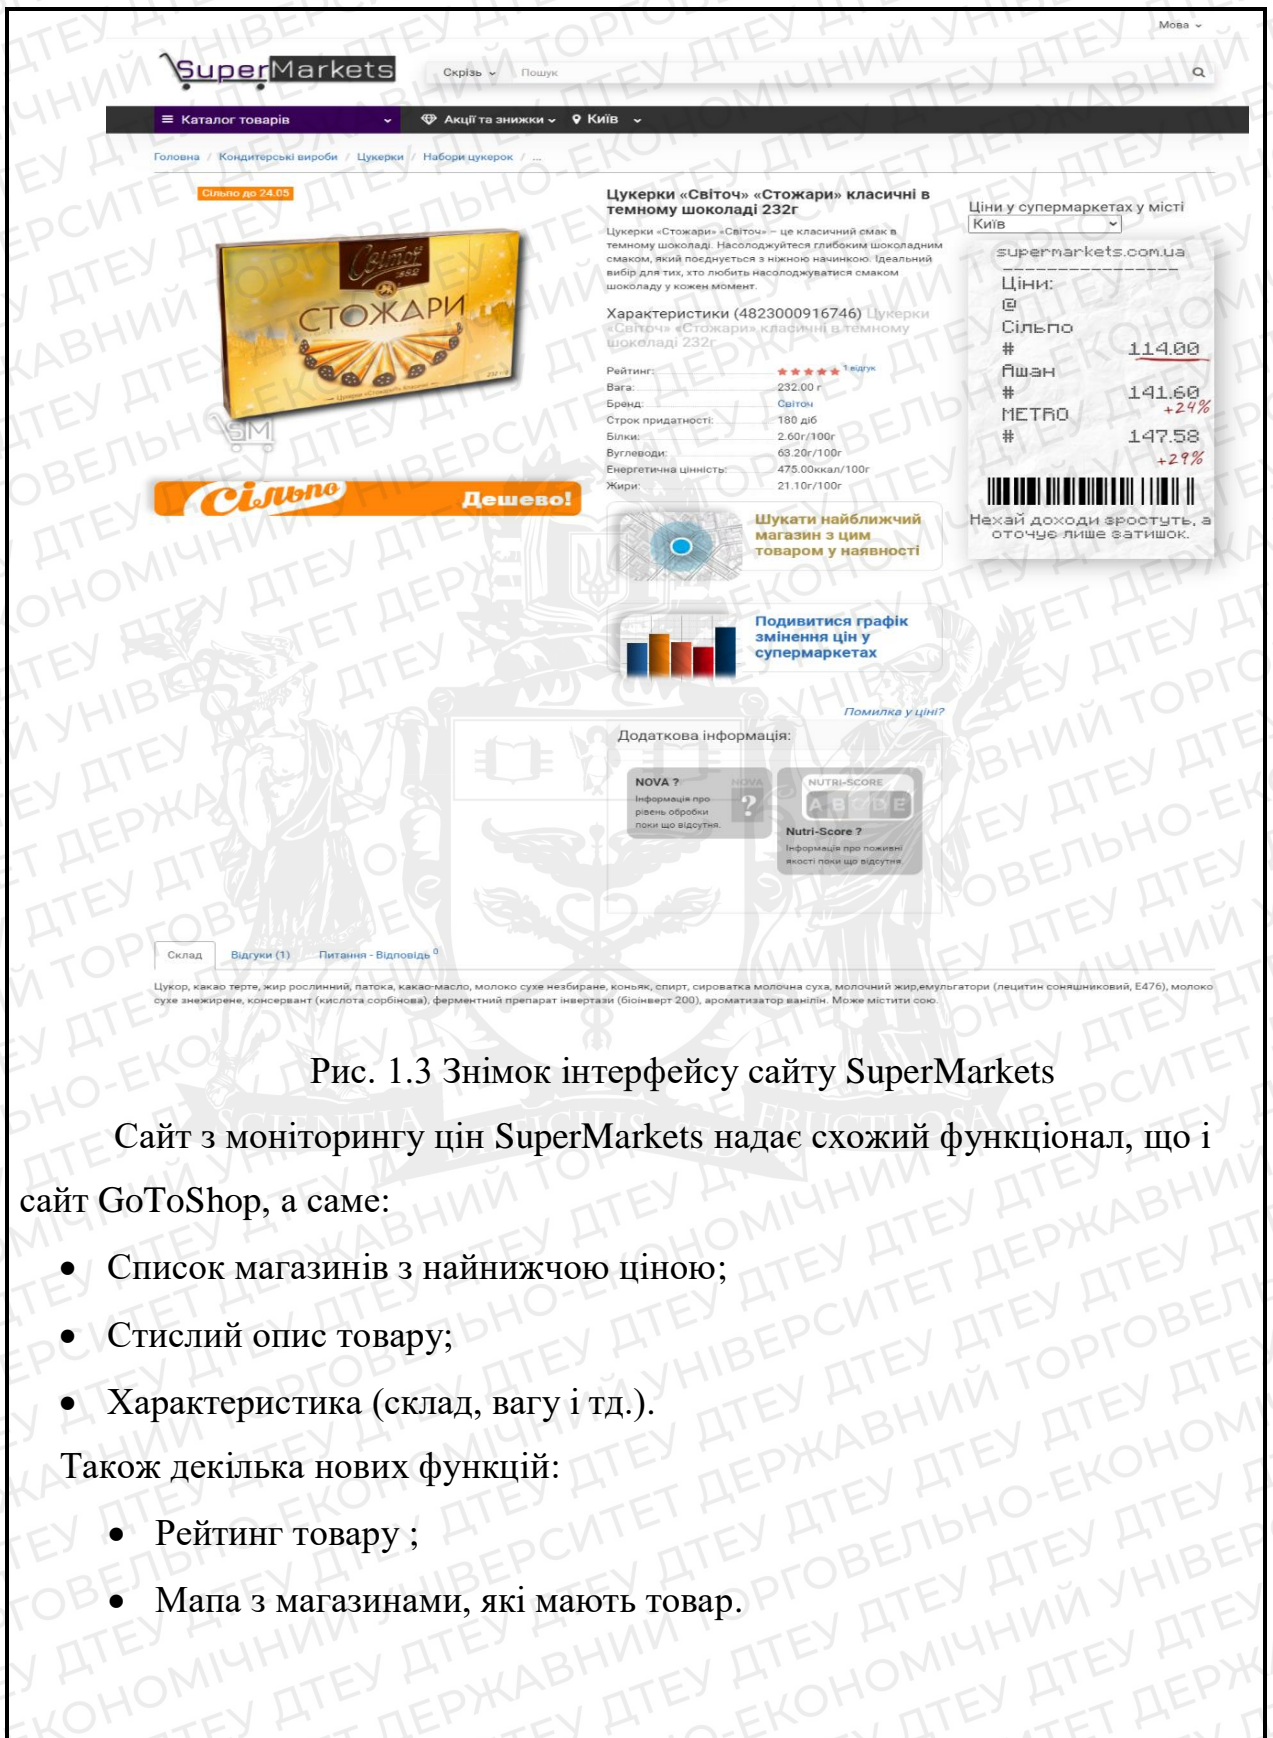 Мова
SuperMarkets
Скрізь
Пошук
Каталог товарів
Акції та знижки
Київ
Головна / Кондитерські вироби / Цукерки / Набори цукерок / ...
Сільпо до 24.05
Світоч
1882
СТОЖАРИ
SM
Сільпо
Дешево!
Цукерки «Світоч» «Стожари» класичні в
темному шоколаді 232г
Цукерки «Стожари» «Світоч» – це класичний смак в
темному шоколаді. Насолоджуйтеся глибоким шоколадним
смаком, який поєднується з ніжною начинкою. Ідеальний
вибір для тих, хто любить насолоджуватися смаком
шоколаду у кожен момент.
Характеристики (4823000916746) Цукерки
«Світоч» «Стожари» класичні в темному
шоколаді 232г
Рейтинг: 1 відгук
Вага: 232.00 г
Бренд: Світоч
Строк придатності: 180 діб
Білки: 2.60г/100г
Вуглеводи: 63.20г/100г
Енергетична цінність: 475.00ккал/100г
Жири: 21.10г/100г
Шукати найближчий
магазин з цим
товаром у наявності
Подивитися графік
змінення цін у
супермаркетах
Помилка у ціні?
Додаткова інформація:
NOVA ?
NOVA
Інформація про
рівень обробки
поки що відсутня.
?
NUTRI-SCORE
A B C D E
Nutri-Score ?
Інформація про поживні
якості поки що відсутня.
Ціни у супермаркетах у місті
Київ
supermarkets.com.ua
-----------------
Ціни:
@
Сільпо
# 114.00
Ашан
# 141.60
+24%
METRO
# 147.58
+29%
Нехай доходи зростуть, а
оточує лише затишок.
Склад
Відгуки (1)
Питання - Відповідь 0
Цукор, какао терте, жир рослинний, патока, какао-масло, молоко сухе незбиране, коньяк, спирт, сироватка молочна суха, молочний жир,емульгатори (лецитин соняшниковий, Е476), молоко
сухе знежирене, консервант (кислота сорбінова), ферментний препарат інвертази (біоінверт 200), ароматизатор ванілін. Може містити сою.
Рис. 1.3 Знімок інтерфейсу сайту SuperMarkets
Сайт з моніторингу цін SuperMarkets надає схожий функціонал, що і
сайт GoToShop, а саме:
• Список магазинів з найнижчою ціною;
• Стислий опис товару;
• Характеристика (склад, вагу і тд.).
Також декілька нових функцій:
• Рейтинг товару ;
• Мапа з магазинами, які мають товар.